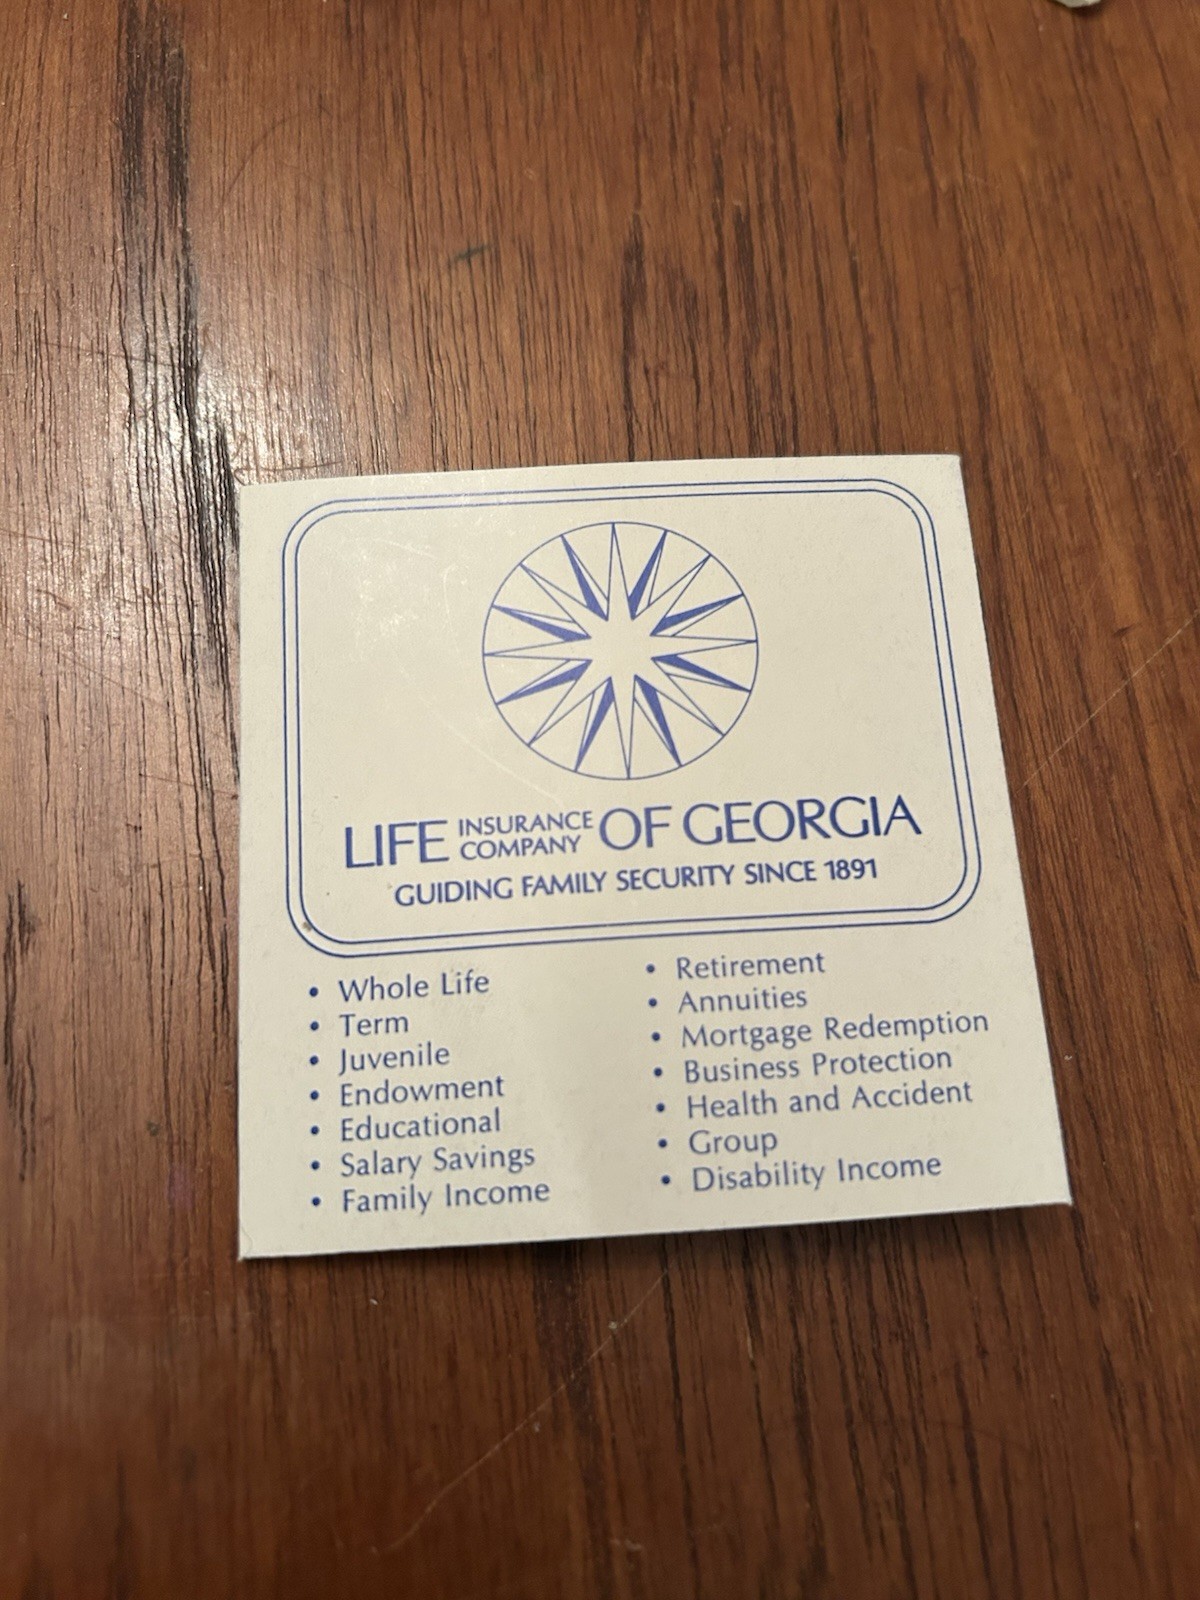 LIFE INSURANCE COMPANY OF GEORGIA
GUIDING FAMILY SECURITY SINCE 1891
• Whole Life
• Term
• Juvenile
• Endowment
• Educational
• Salary Savings
• Family Income
• Retirement
• Annuities
• Mortgage Redemption
• Business Protection
• Health and Accident
• Group
• Disability Income